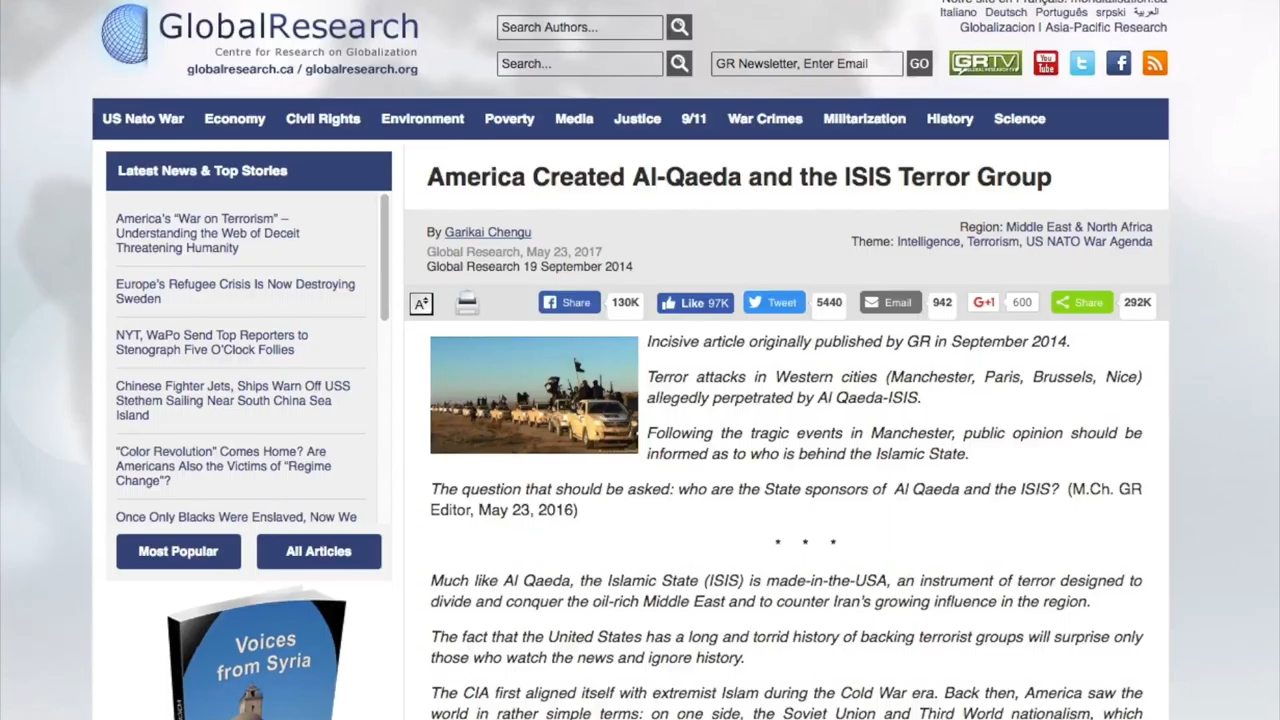 Notre site en Français: mondialisation.ca
GlobalResearch
Search Authors...
Italiano Deutsch Português srpski العربية
Globalizacion | Asia-Pacific Research
Centre for Research on Globalization
globalresearch.ca / globalresearch.org
Search...
GR Newsletter, Enter Email
GO
GRTV
You
Tube
US Nato War Economy Civil Rights Environment Poverty Media Justice 9/11 War Crimes Militarization History Science
Latest News & Top Stories
America's “War on Terrorism” –
Understanding the Web of Deceit
Threatening Humanity
Europe's Refugee Crisis Is Now Destroying
Sweden
NYT, WaPo Send Top Reporters to
Stenograph Five O'Clock Follies
Chinese Fighter Jets, Ships Warn Off USS
Stethem Sailing Near South China Sea
Island
“Color Revolution” Comes Home? Are
Americans Also the Victims of “Regime
Change”?
Once Only Blacks Were Enslaved, Now We
Most Popular
All Articles
Voices
from Syria
America Created Al-Qaeda and the ISIS Terror Group
By Garikai Chengu
Global Research, May 23, 2017
Global Research 19 September 2014
Region: Middle East & North Africa
Theme: Intelligence, Terrorism, US NATO War Agenda
A
Share 130K Like 97K Tweet 5440 Email 942 G+1 600 Share 292K
Incisive article originally published by GR in September 2014.
Terror attacks in Western cities (Manchester, Paris, Brussels, Nice)
allegedly perpetrated by Al Qaeda-ISIS.
Following the tragic events in Manchester, public opinion should be
informed as to who is behind the Islamic State.
The question that should be asked: who are the State sponsors of Al Qaeda and the ISIS? (M.Ch. GR
Editor, May 23, 2016)
* * *
Much like Al Qaeda, the Islamic State (ISIS) is made-in-the-USA, an instrument of terror designed to
divide and conquer the oil-rich Middle East and to counter Iran's growing influence in the region.
The fact that the United States has a long and torrid history of backing terrorist groups will surprise only
those who watch the news and ignore history.
The CIA first aligned itself with extremist Islam during the Cold War era. Back then, America saw the
world in rather simple terms: on one side, the Soviet Union and Third World nationalism, which